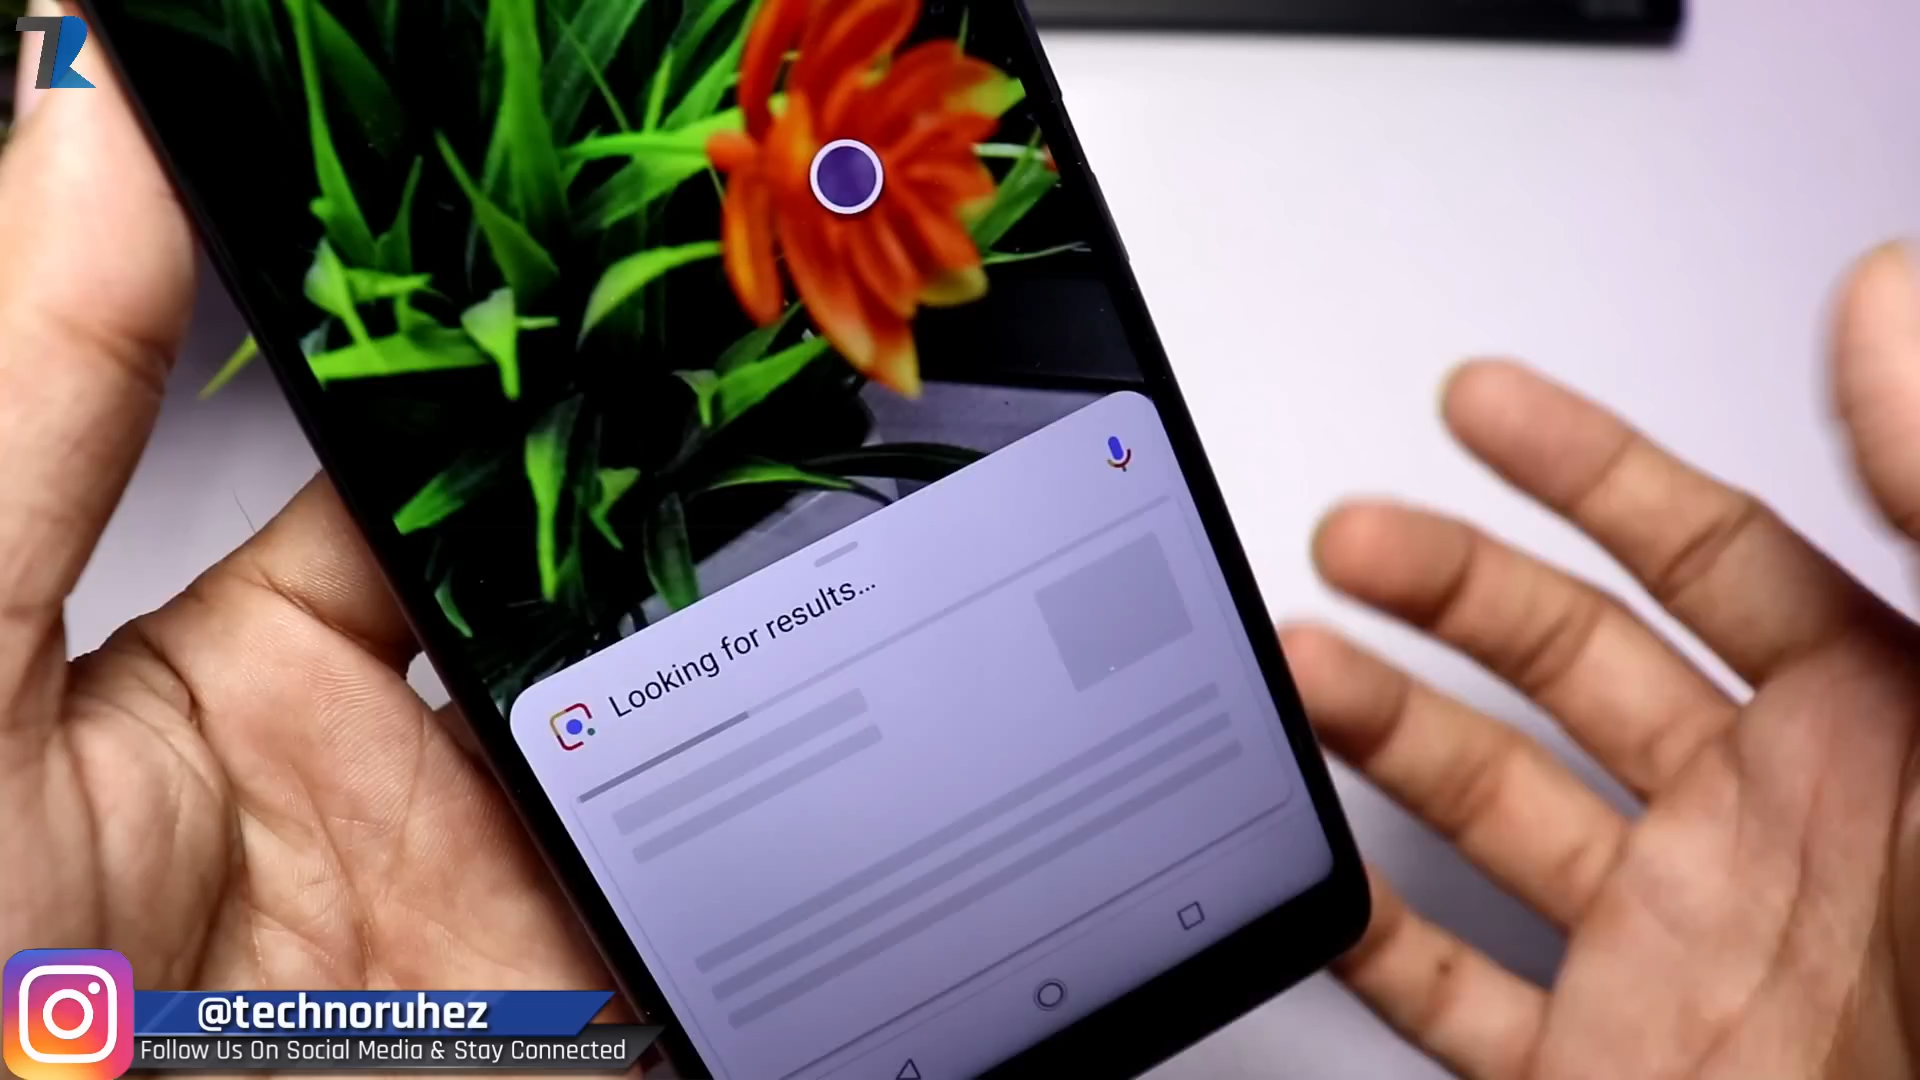 Looking for results...
@technoruhez
Follow Us On Social Media & Stay Connected